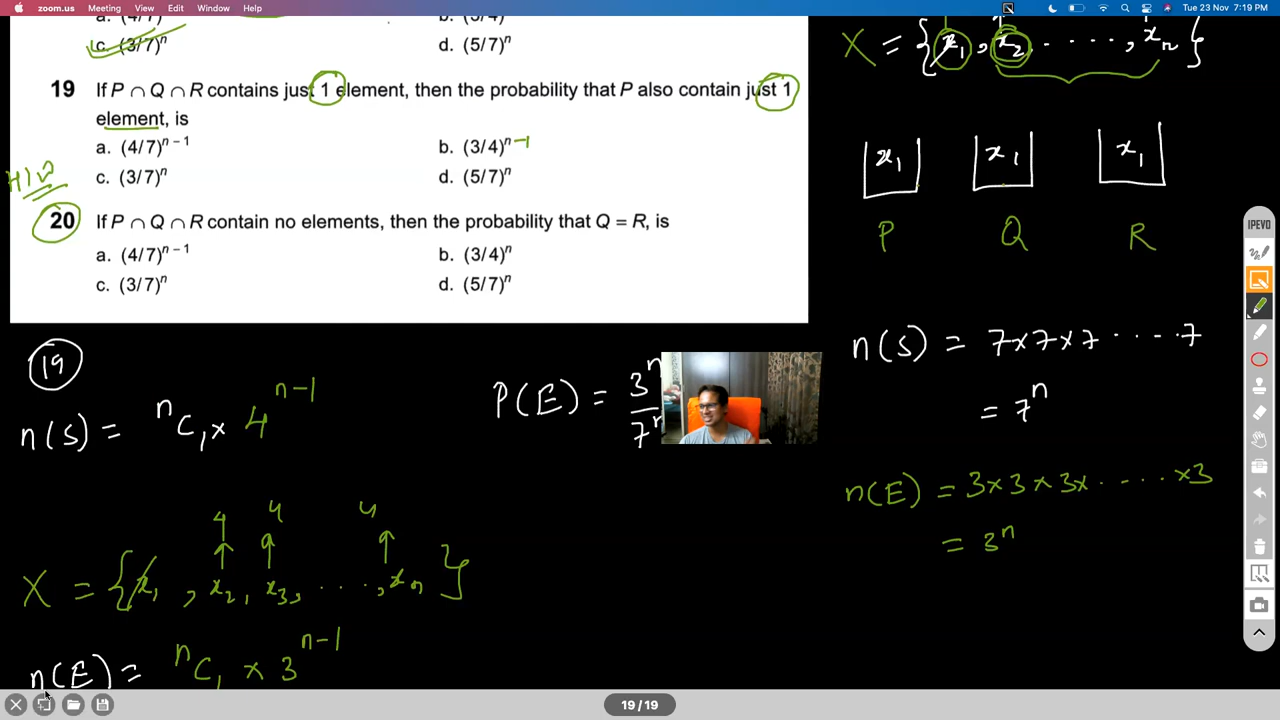 zoom.us Meeting View Edit Window Help Tue 23 Nov 7:19 PM
a. (4/7)
b. (3/4)
c. (3/7)ⁿ d. (5/7)ⁿ
19 If P ∩ Q ∩ R contains just 1 element, then the probability that P also contain just 1
element, is
a. (4/7)ⁿ ⁻ ¹ b. (3/4)ⁿ⁻¹
c. (3/7)ⁿ d. (5/7)ⁿ
H/W
20 If P ∩ Q ∩ R contain no elements, then the probability that Q = R, is
a. (4/7)ⁿ ⁻ ¹ b. (3/4)ⁿ
c. (3/7)ⁿ d. (5/7)ⁿ
X = {x₁, x₂, ....., xₙ}
x₁ x₁ x₁
P Q R
n(S) = 7×7×7 ..... 7
= 7ⁿ
n(E) = 3×3×3×.....×3
= 3ⁿ
19
n(S) = ⁿC₁ × 4ⁿ⁻¹
P(E) = 3ⁿ/7ⁿ
4 4 4
X = {x₁, x₂, x₃, ...., xₙ}
n(E) = ⁿC₁ × 3ⁿ⁻¹
IPEVO
19 / 19